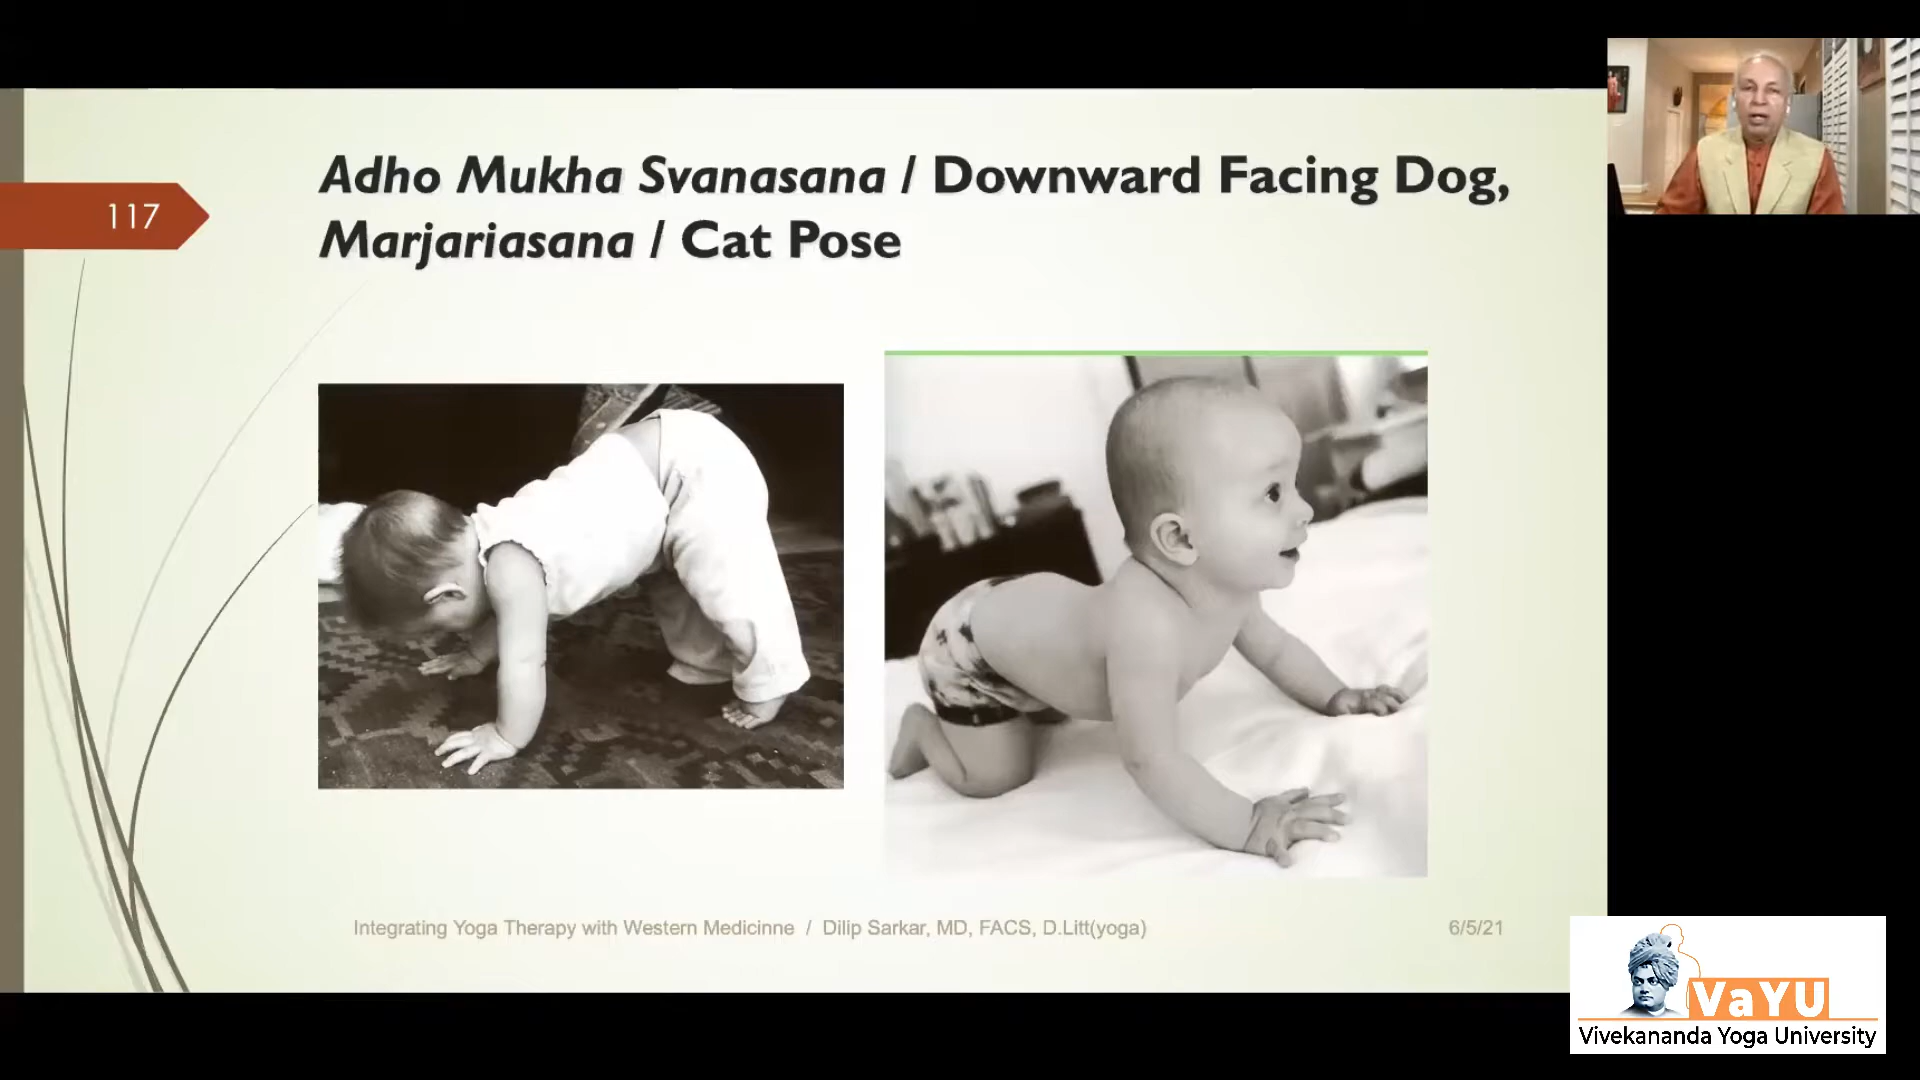 117
Adho Mukha Svanasana / Downward Facing Dog,
Marjariasana / Cat Pose
Integrating Yoga Therapy with Western Medicinne / Dilip Sarkar, MD, FACS, D.Litt(yoga)
6/5/21
VaYU
Vivekananda Yoga University